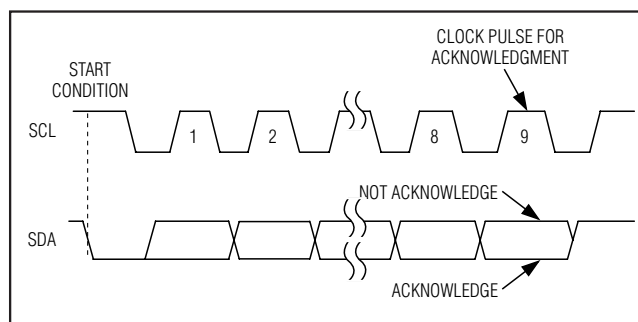 CLOCK PULSE FOR
ACKNOWLEDGMENT
START
CONDITION
SCL
1 2 8 9
NOT ACKNOWLEDGE
SDA
ACKNOWLEDGE